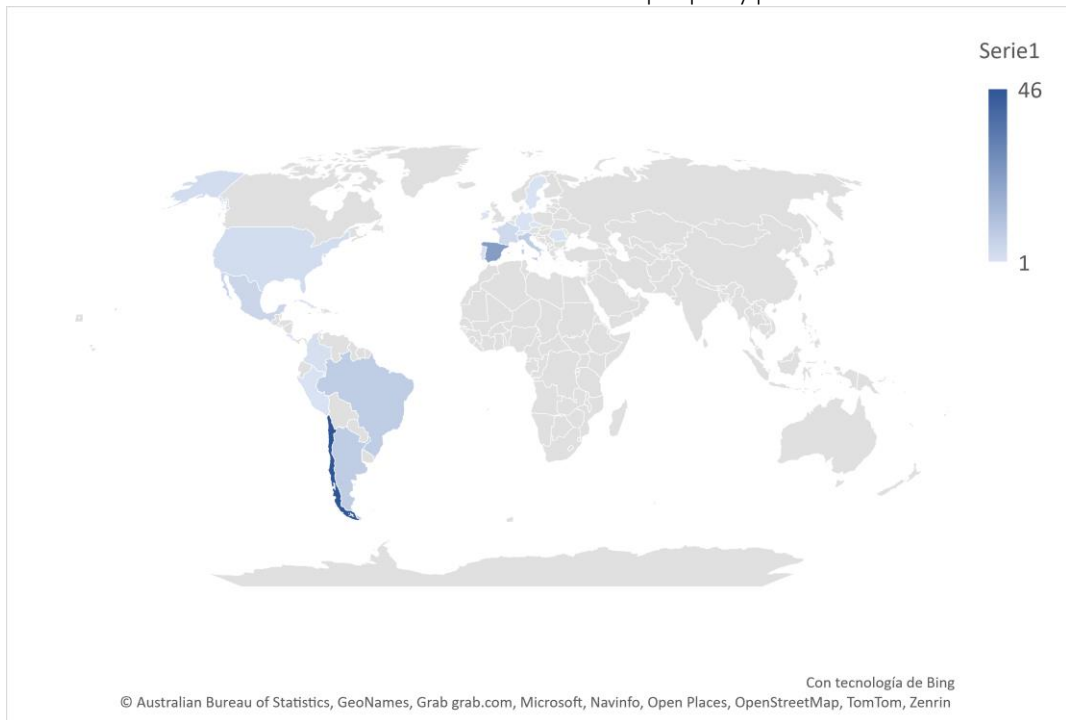 Serie1
46
1
Con tecnología de Bing
© Australian Bureau of Statistics, GeoNames, Grab grab.com, Microsoft, Navinfo, Open Places, OpenStreetMap, TomTom, Zenrin